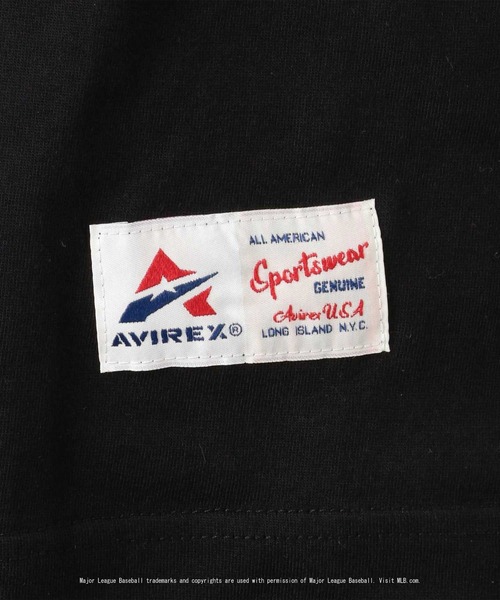 AVIREX®
ALL AMERICAN
Sportswear
GENUINE
Avirex USA
LONG ISLAND N.Y.C.
Major League Baseball trademarks and copyrights are used with permission of Major League Baseball. Visit MLB.com.